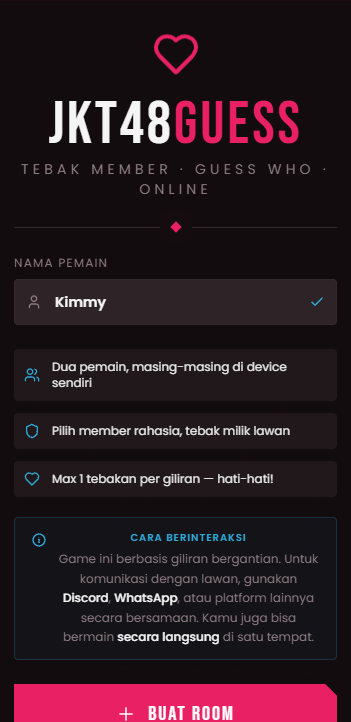 JKT48GUESS
TEBAK MEMBER · GUESS WHO ·
ONLINE
NAMA PEMAIN
Kimmy
Dua pemain, masing-masing di device
sendiri
Pilih member rahasia, tebak milik lawan
Max 1 tebakan per giliran — hati-hati!
CARA BERINTERAKSI
Game ini berbasis giliran bergantian. Untuk
komunikasi dengan lawan, gunakan
Discord, WhatsApp, atau platform lainnya
secara bersamaan. Kamu juga bisa
bermain secara langsung di satu tempat.
+ BUAT ROOM